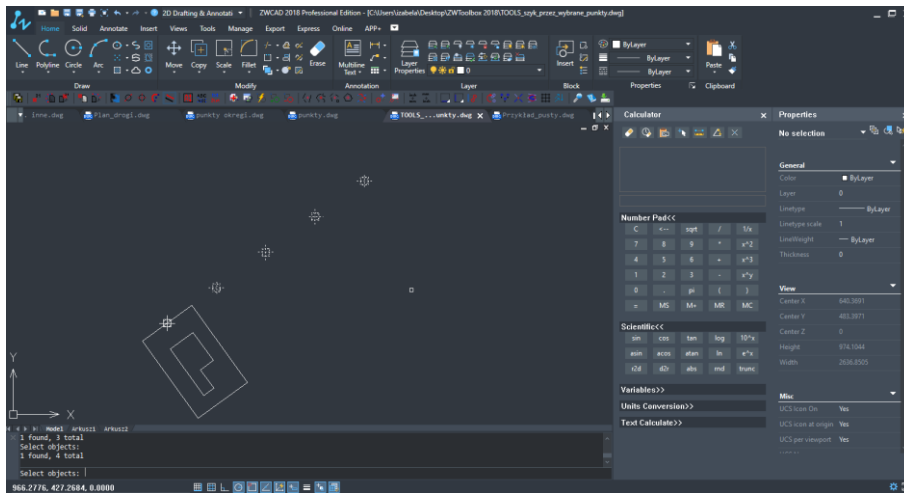 2D Drafting & Annotati
ZWCAD 2018 Professional Edition - [C:\Users\izabela\Desktop\ZWToolbox 2018\TOOLS_szyk_przez_wybrane_punkty.dwg]
Home Solid Annotate Insert Views Tools Manage Export Express Online APP+
Line Polyline Circle Arc Move Copy Scale Fillet Erase Multiline Text Layer Properties 0 Insert ByLayer Paste
ByLayer
ByLayer
Draw Modify Annotation Layer Block Properties Clipboard
inne.dwg Plan_drogi.dwg punkty okregi.dwg punkty.dwg TOOLS_...unkty.dwg Przyklad_pusty.dwg
Calculator
Number Pad<<
C <-- sqrt / 1/x
7 8 9 * x^2
4 5 6 + x^3
1 2 3 - x^y
0 . pi ( )
= MS M+ MR MC
Scientific<<
sin cos tan log 10^x
asin acos atan ln e^x
r2d d2r abs rnd trunc
Variables>>
Units Conversion>>
Text Calculate>>
Properties
No selection
General
Color ByLayer
Layer 0
Linetype ByLayer
Linetype scale 1
LineWeight ByLayer
Thickness 0
View
Center X 640.3691
Center Y 403.3971
Center Z 0
Height 974.1044
Width 2636.8505
Misc
UCS Icon On Yes
UCS icon at origin Yes
UCS per viewport Yes
Y
X
Model Arkusz1 Arkusz2
1 found, 3 total
Select objects:
1 found, 4 total
Select objects:
966.2776, 427.2684, 0.0000